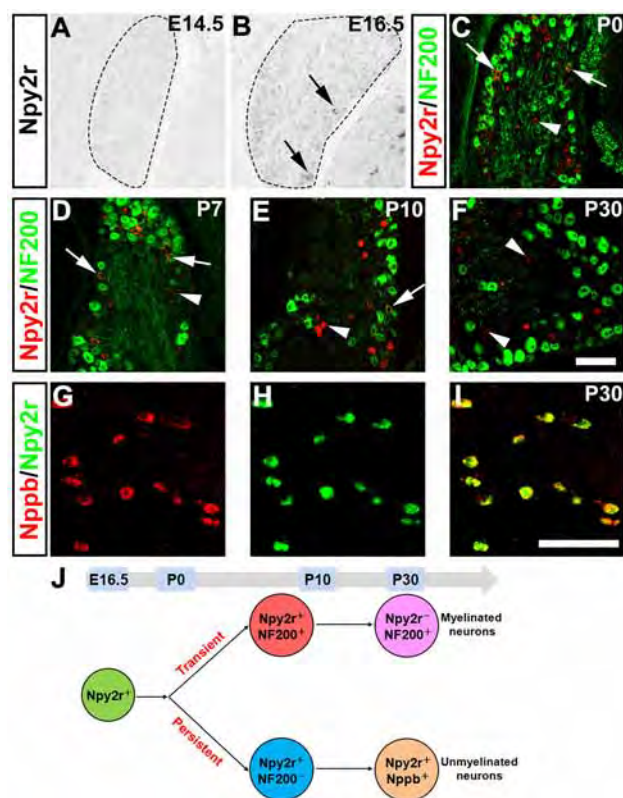 A
E14.5
B
E16.5
C
P0
Npy2r
Npy2r/NF200
D
P7
E
P10
F
P30
Npy2r/NF200
G
H
I
P30
Nppb/Npy2r
J
E16.5
P0
P10
P30
Npy2r⁺
Transient
Persistent
Npy2r⁺
NF200⁺
Npy2r⁻
NF200⁺
Myelinated
neurons
Npy2r⁺
NF200⁻
Npy2r⁺
Nppb⁺
Unmyelinated
neurons